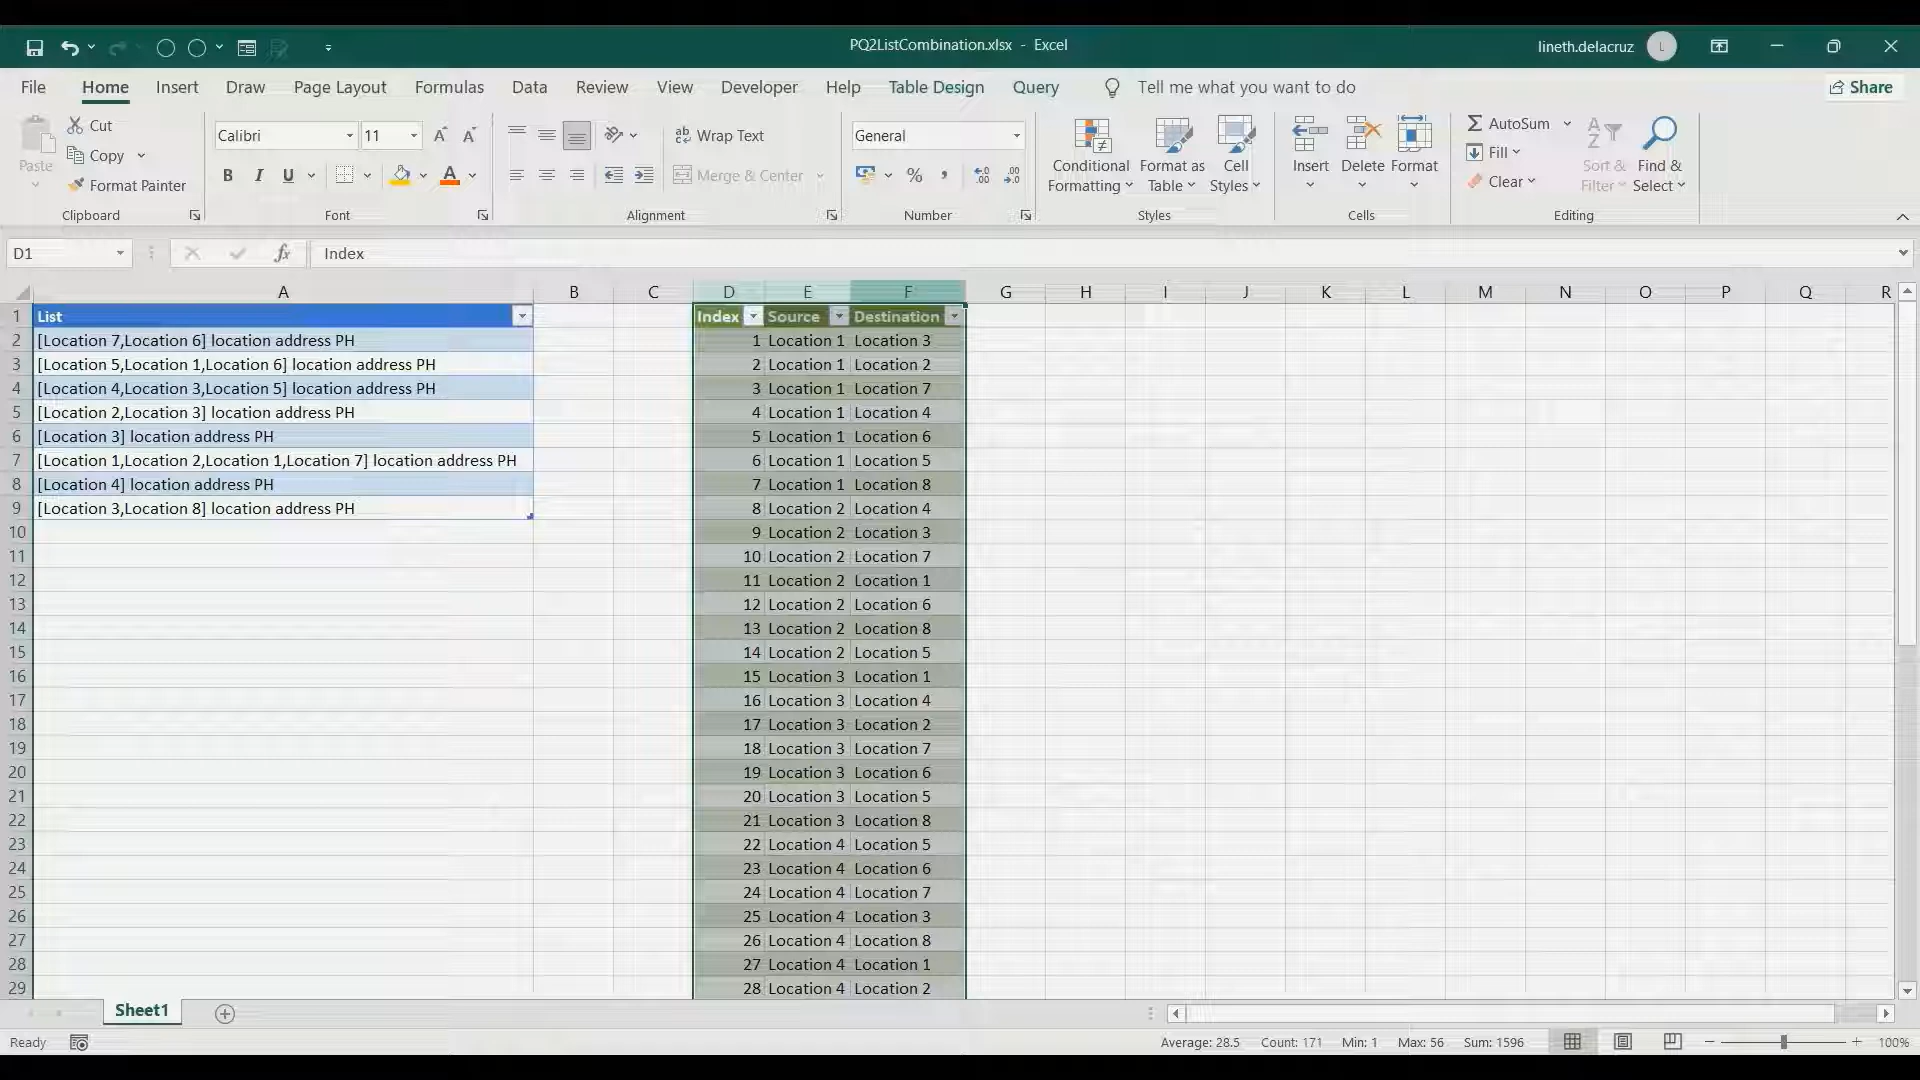 PQ2ListCombination.xlsx - Excel
lineth.delacruz
L
File Home Insert Draw Page Layout Formulas Data Review View Developer Help Table Design Query Tell me what you want to do Share
Paste
Cut
Copy
Format Painter
Clipboard
Calibri 11
B I U
Font
Wrap Text
Merge & Center
Alignment
General
Number
Conditional Formatting
Format as Table
Cell Styles
Styles
Insert Delete Format
Cells
AutoSum
Fill
Clear
Sort & Filter
Find & Select
Editing
D1 fx Index
A B C D E F G H I J K L M N O P Q R
1 List Index Source Destination
2 [Location 7,Location 6] location address PH 1 Location 1 Location 3
3 [Location 5,Location 1,Location 6] location address PH 2 Location 1 Location 2
4 [Location 4,Location 3,Location 5] location address PH 3 Location 1 Location 7
5 [Location 2,Location 3] location address PH 4 Location 1 Location 4
6 [Location 3] location address PH 5 Location 1 Location 6
7 [Location 1,Location 2,Location 1,Location 7] location address PH 6 Location 1 Location 5
8 [Location 4] location address PH 7 Location 1 Location 8
9 [Location 3,Location 8] location address PH 8 Location 2 Location 4
10 9 Location 2 Location 3
11 10 Location 2 Location 7
12 11 Location 2 Location 1
13 12 Location 2 Location 6
14 13 Location 2 Location 8
15 14 Location 2 Location 5
16 15 Location 3 Location 1
17 16 Location 3 Location 4
18 17 Location 3 Location 2
19 18 Location 3 Location 7
20 19 Location 3 Location 6
21 20 Location 3 Location 5
22 21 Location 3 Location 8
23 22 Location 4 Location 5
24 23 Location 4 Location 6
25 24 Location 4 Location 7
26 25 Location 4 Location 3
27 26 Location 4 Location 8
28 27 Location 4 Location 1
29 28 Location 4 Location 2
Sheet1
Ready Average: 28.5 Count: 171 Min: 1 Max: 56 Sum: 1596 100%